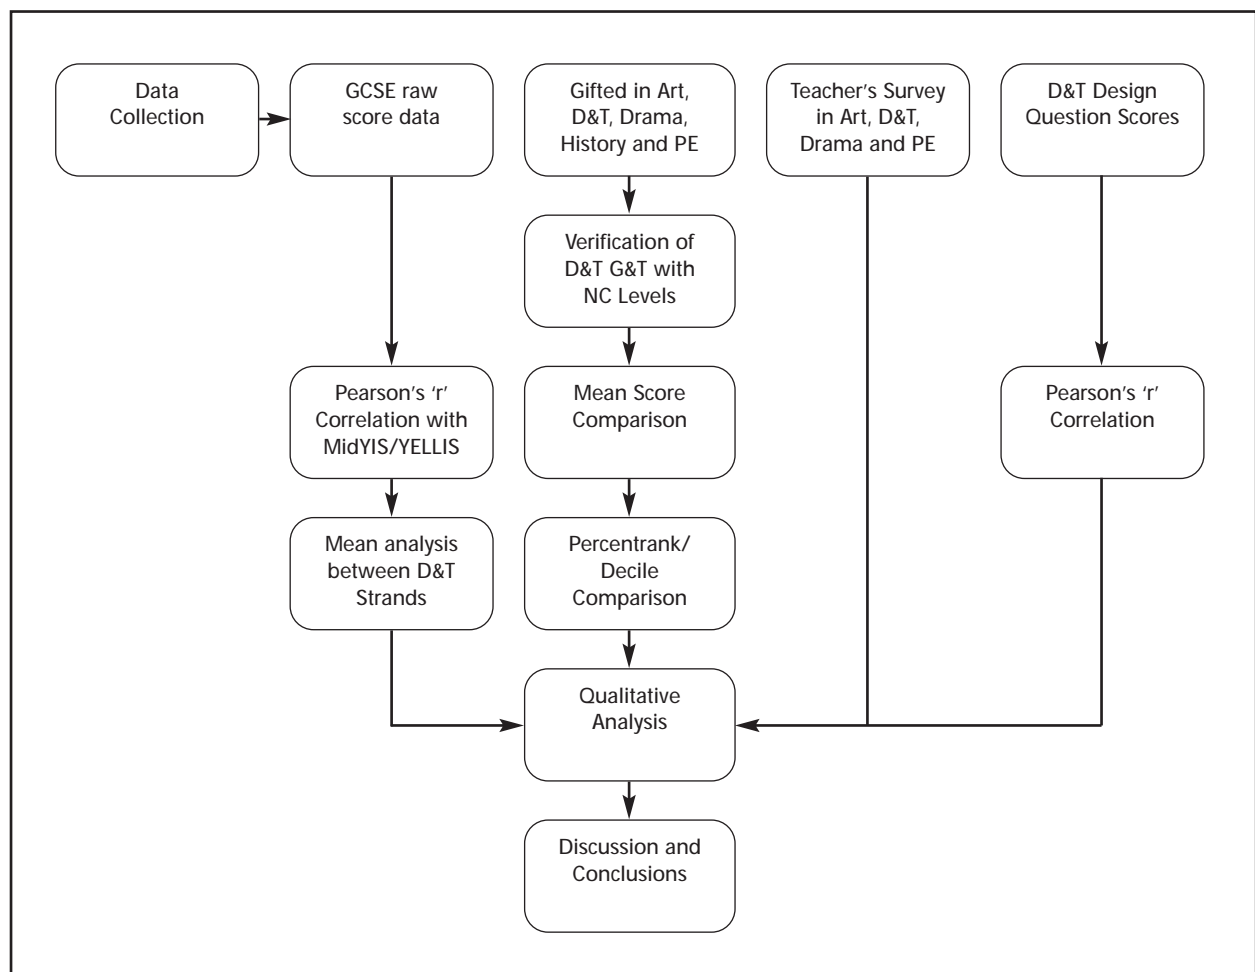 Data
Collection
GCSE raw
score data
Gifted in Art,
D&T, Drama,
History and PE
Teacher's Survey
in Art, D&T,
Drama and PE
D&T Design
Question Scores
Verification of
D&T G&T with
NC Levels
Pearson's ‘r’
Correlation with
MidYIS/YELLIS
Mean Score
Comparison
Pearson's ‘r’
Correlation
Mean analysis
between D&T
Strands
Percentrank/
Decile
Comparison
Qualitative
Analysis
Discussion and
Conclusions